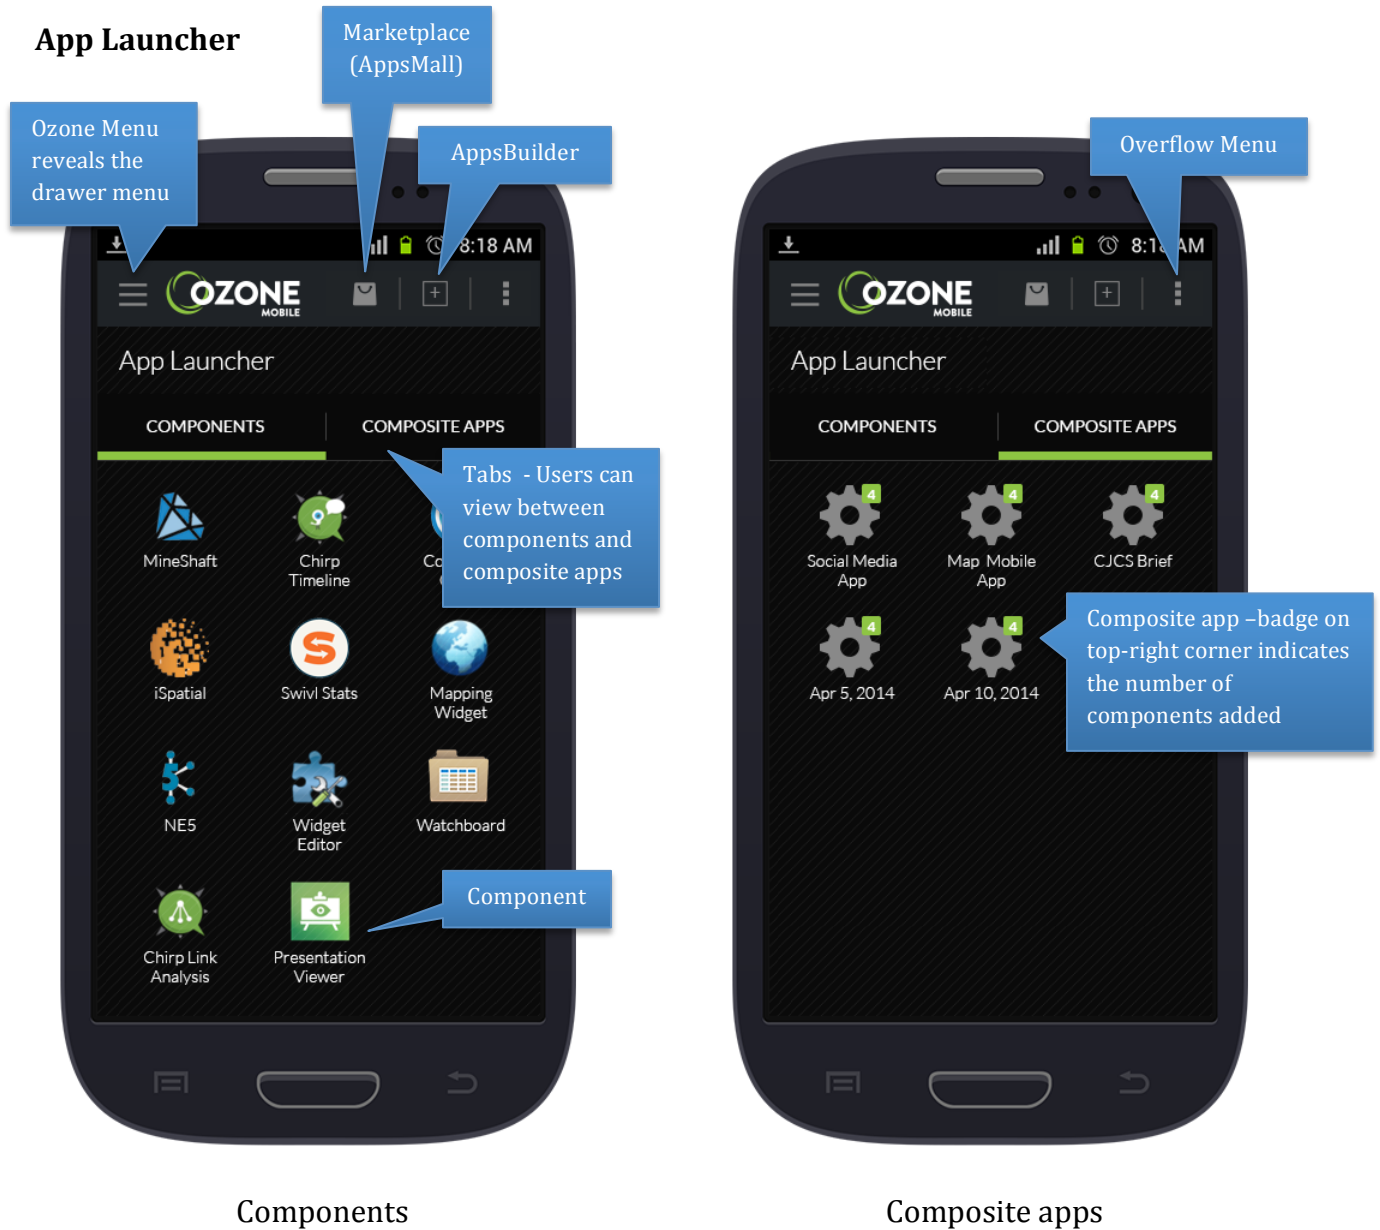 App Launcher
Marketplace
(AppsMall)
Ozone Menu
reveals the
drawer menu
AppsBuilder
8:18 AM
OZONE
MOBILE
App Launcher
COMPONENTS
COMPOSITE APPS
Tabs - Users can
view between
components and
composite apps
MineShaft
Chirp
Timeline
iSpatial
Swivl Stats
Mapping
Widget
NE5
Widget
Editor
Watchboard
Component
Chirp Link
Analysis
Presentation
Viewer
Components
Overflow Menu
8:18 AM
OZONE
MOBILE
App Launcher
COMPONENTS
COMPOSITE APPS
4
4
4
Social Media
App
Map Mobile
App
CJCS Brief
Composite app –badge on
top-right corner indicates
the number of
components added
4
4
Apr 5, 2014
Apr 10, 2014
Composite apps